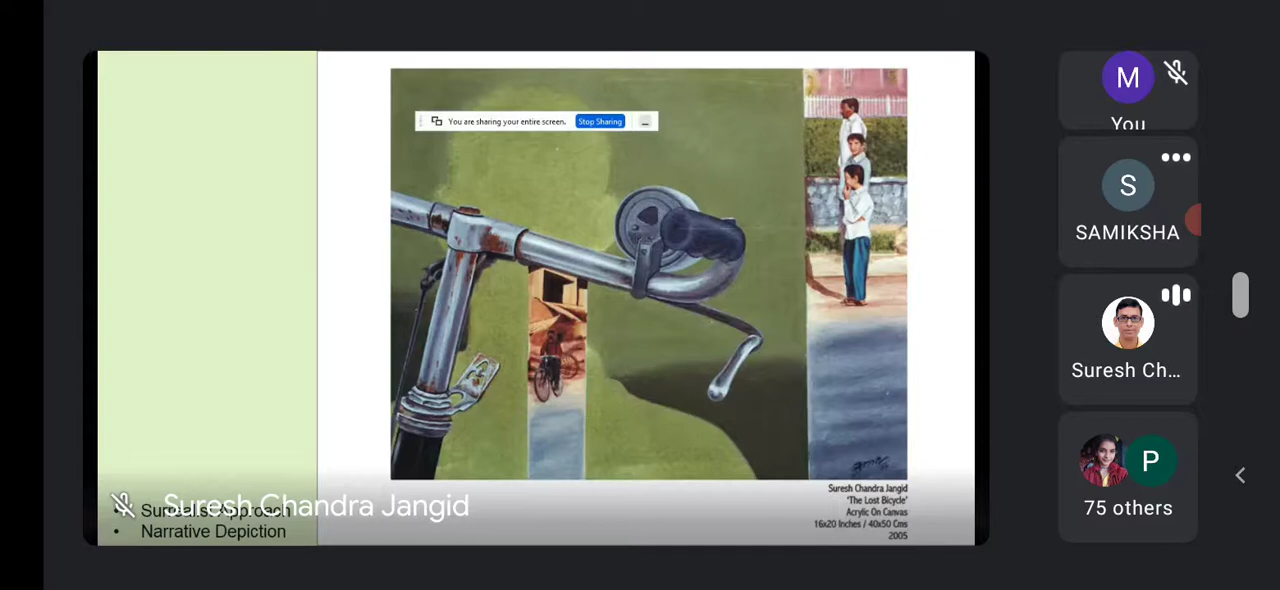 You are sharing your entire screen.
Stop Sharing
Suresh Chandra Jangid
'The Lost Bicycle'
Acrylic On Canvas
16x20 Inches / 40x50 Cms
2005
Approach
• Narrative Depiction
Suresh Chandra Jangid
M
You
S
SAMIKSHA
Suresh Ch...
P
75 others